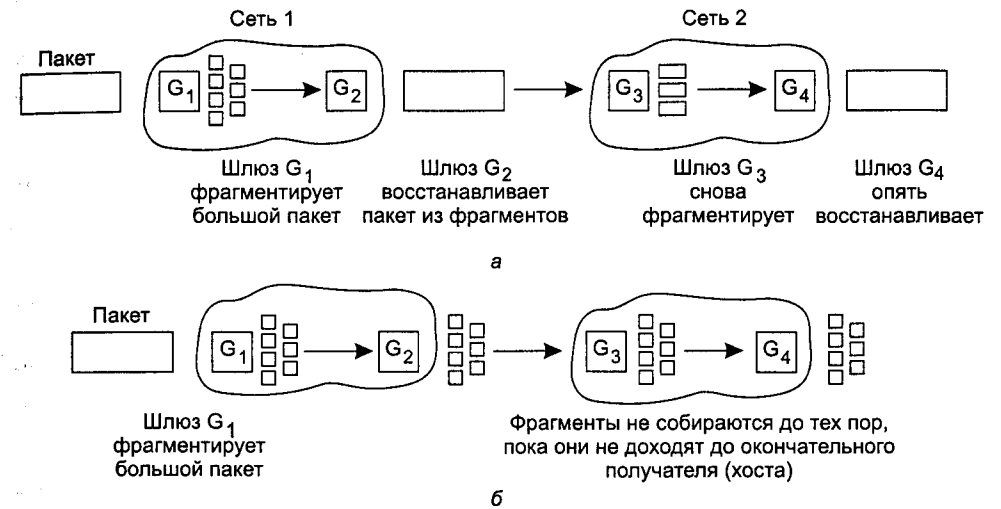 Сеть 1
Сеть 2
Пакет
G1
G2
G3
G4
Шлюз G1
фрагментирует
большой пакет
Шлюз G2
восстанавливает
пакет из фрагментов
Шлюз G3
снова
фрагментирует
Шлюз G4
опять
восстанавливает
а
Пакет
G1
G2
G3
G4
Шлюз G1
фрагментирует
большой пакет
Фрагменты не собираются до тех пор,
пока они не доходят до окончательного
получателя (хоста)
б